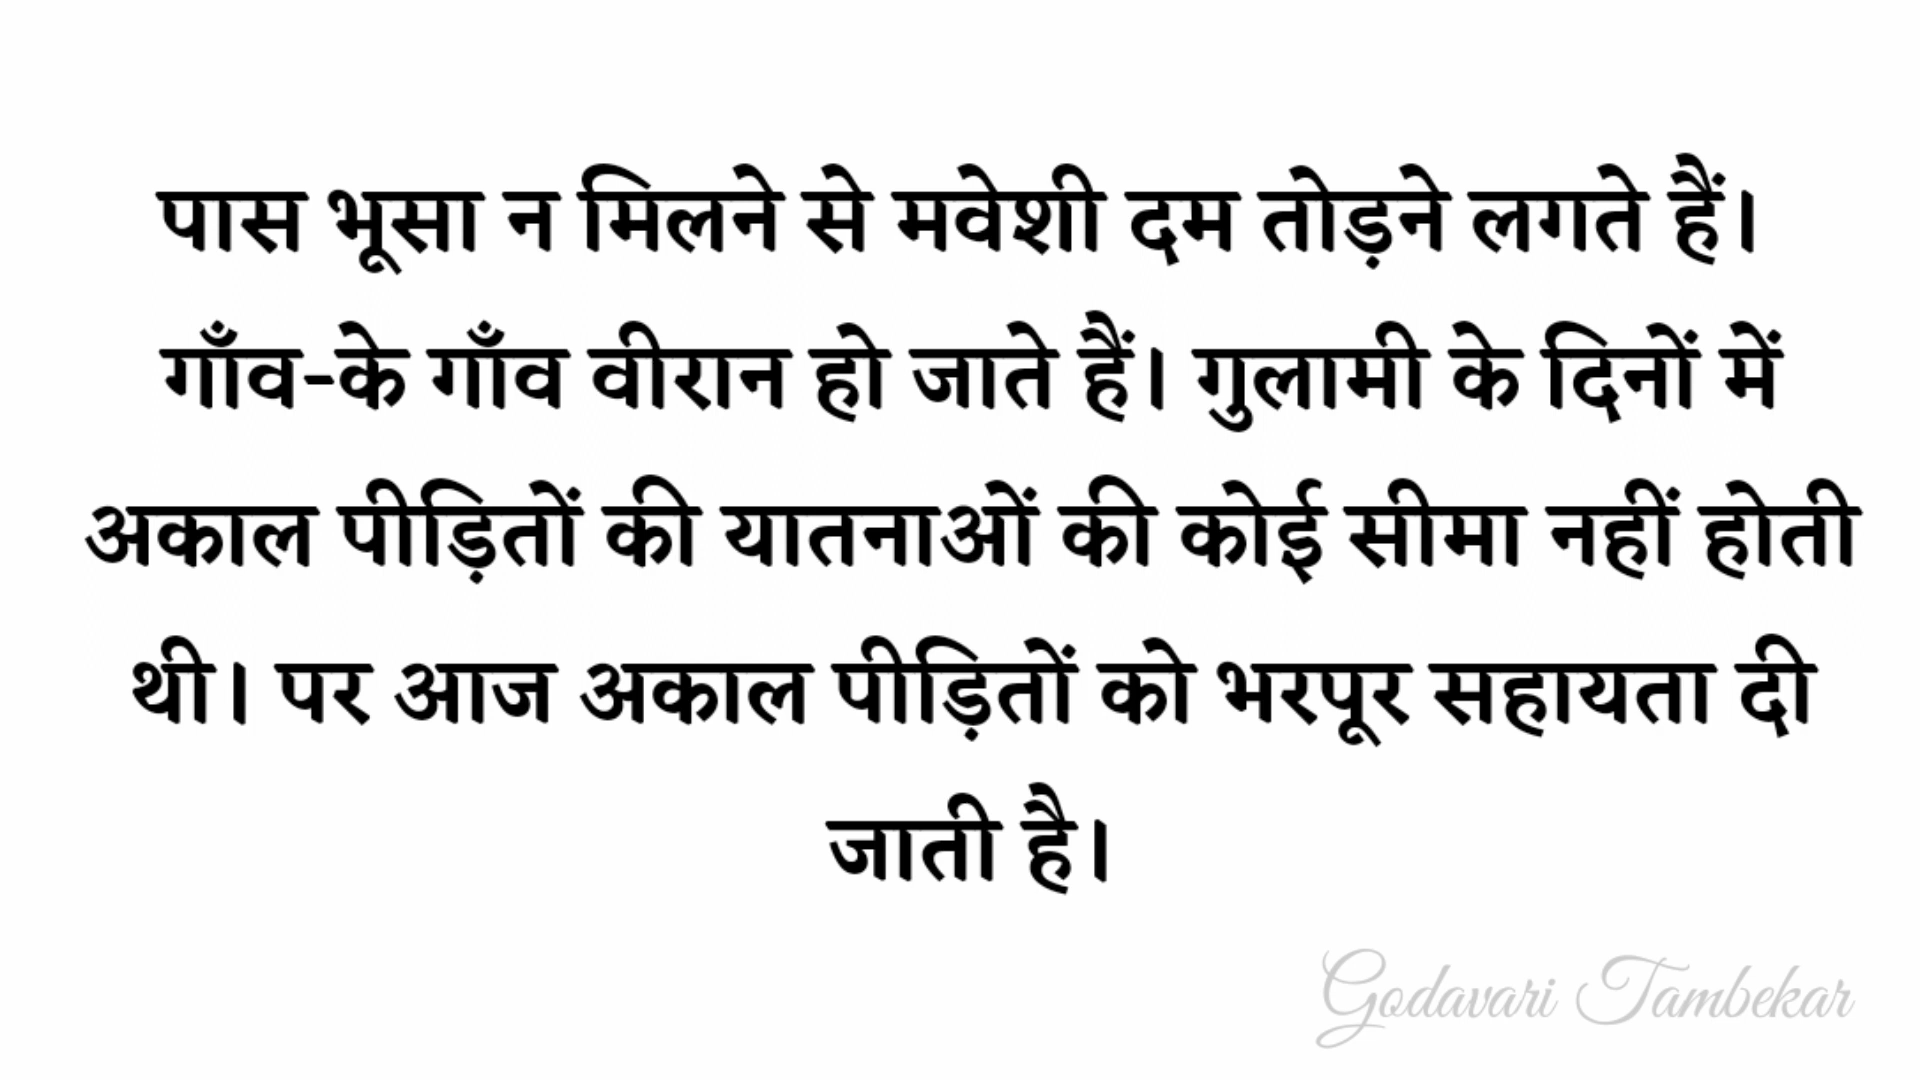 पास भूसा न मिलने से मवेशी दम तोड़ने लगते हैं।
गाँव-के गाँव वीरान हो जाते हैं। गुलामी के दिनों में
अकाल पीड़ितों की यातनाओं की कोई सीमा नहीं होती
थी। पर आज अकाल पीड़ितों को भरपूर सहायता दी
जाती है।
Godavari Tambekar